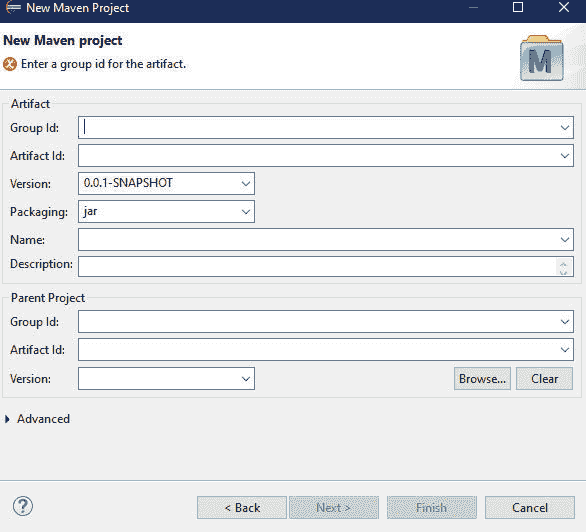 New Maven Project
New Maven project
Enter a group id for the artifact.
M
Artifact
Group Id:
Artifact Id:
Version: 0.0.1-SNAPSHOT
Packaging: jar
Name:
Description:
Parent Project
Group Id:
Artifact Id:
Version: Browse... Clear
Advanced
? < Back Next > Finish Cancel